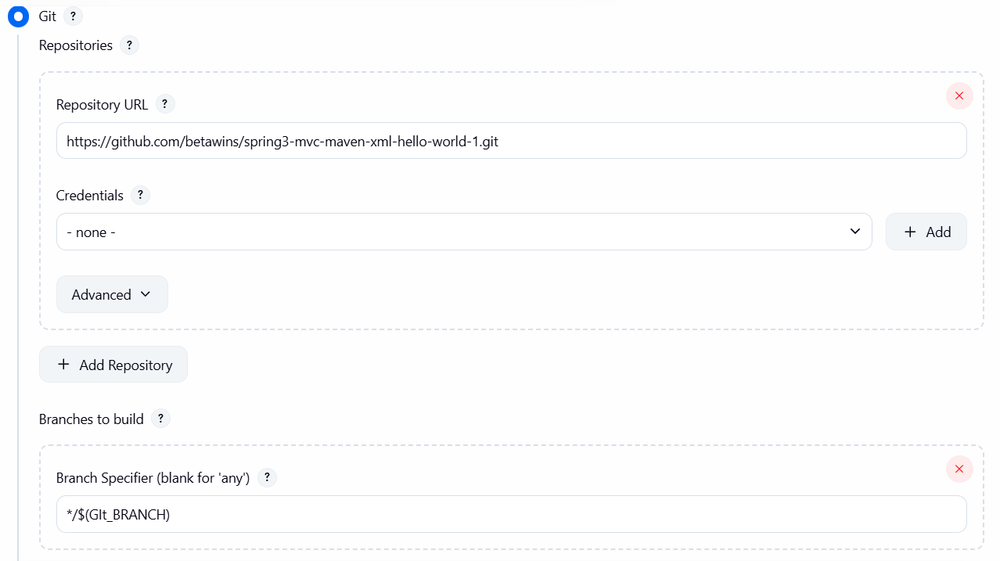 Git ?
Repositories ?
Repository URL ?
https://github.com/betawins/spring3-mvc-maven-xml-hello-world-1.git
Credentials ?
- none -
+ Add
Advanced
+ Add Repository
Branches to build ?
Branch Specifier (blank for 'any') ?
*/$(GIt_BRANCH)